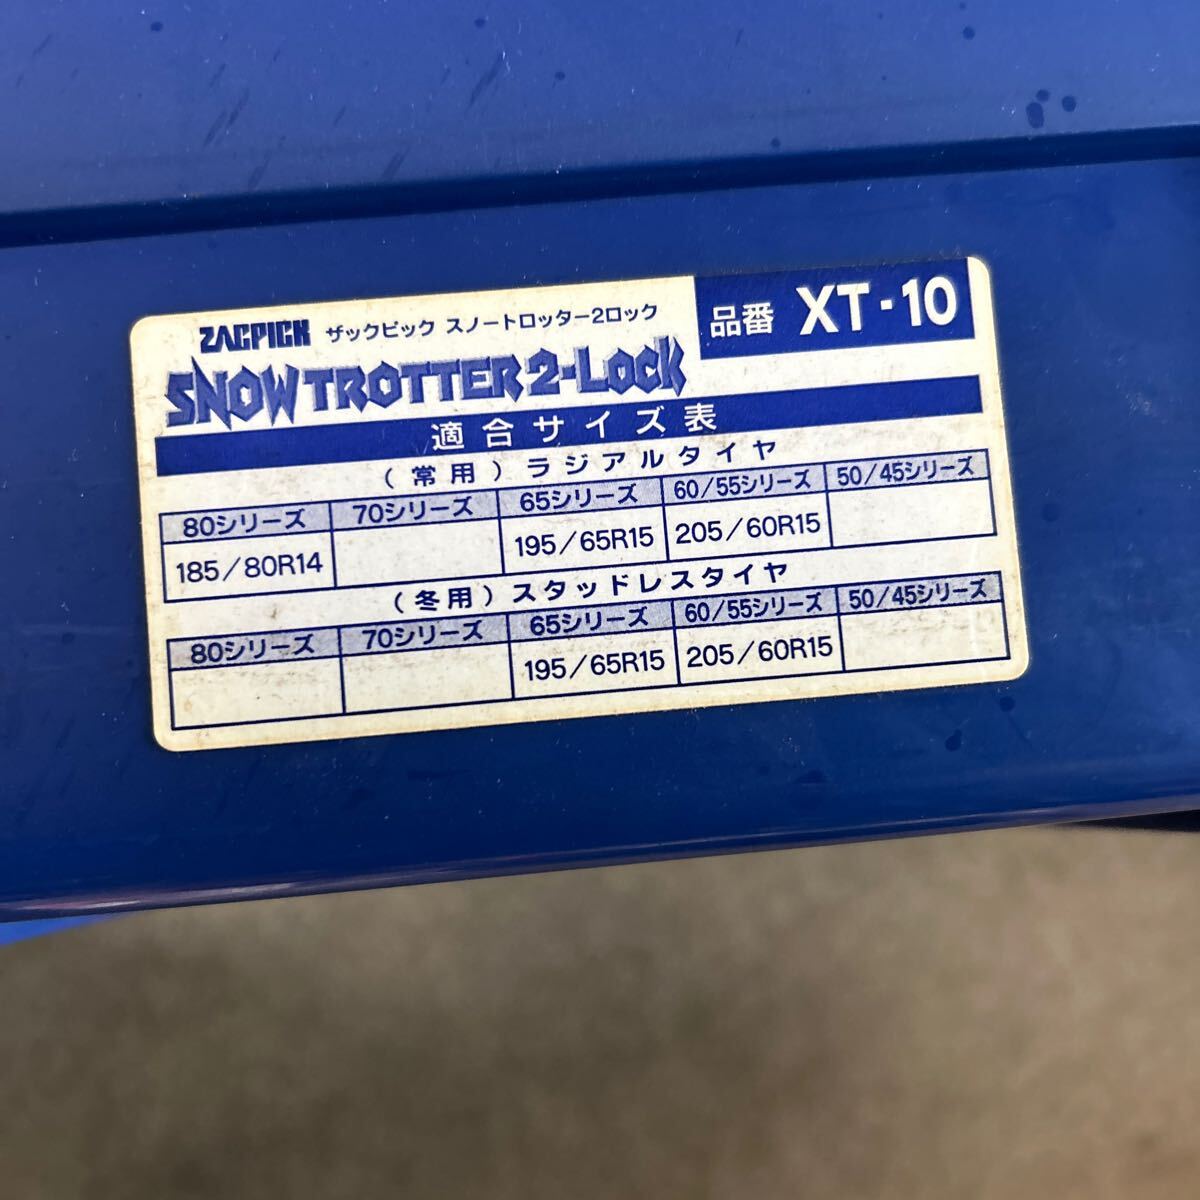 ZACPICK ザックピック スノートロッター2ロック
品番 XT-10
SNOW TROTTER 2-LOCK
適合サイズ表
(常用)ラジアルタイヤ
80シリーズ 70シリーズ 65シリーズ 60/55シリーズ 50/45シリーズ
185/80R14 195/65R15 205/60R15
(冬用)スタッドレスタイヤ
80シリーズ 70シリーズ 65シリーズ 60/55シリーズ 50/45シリーズ
195/65R15 205/60R15